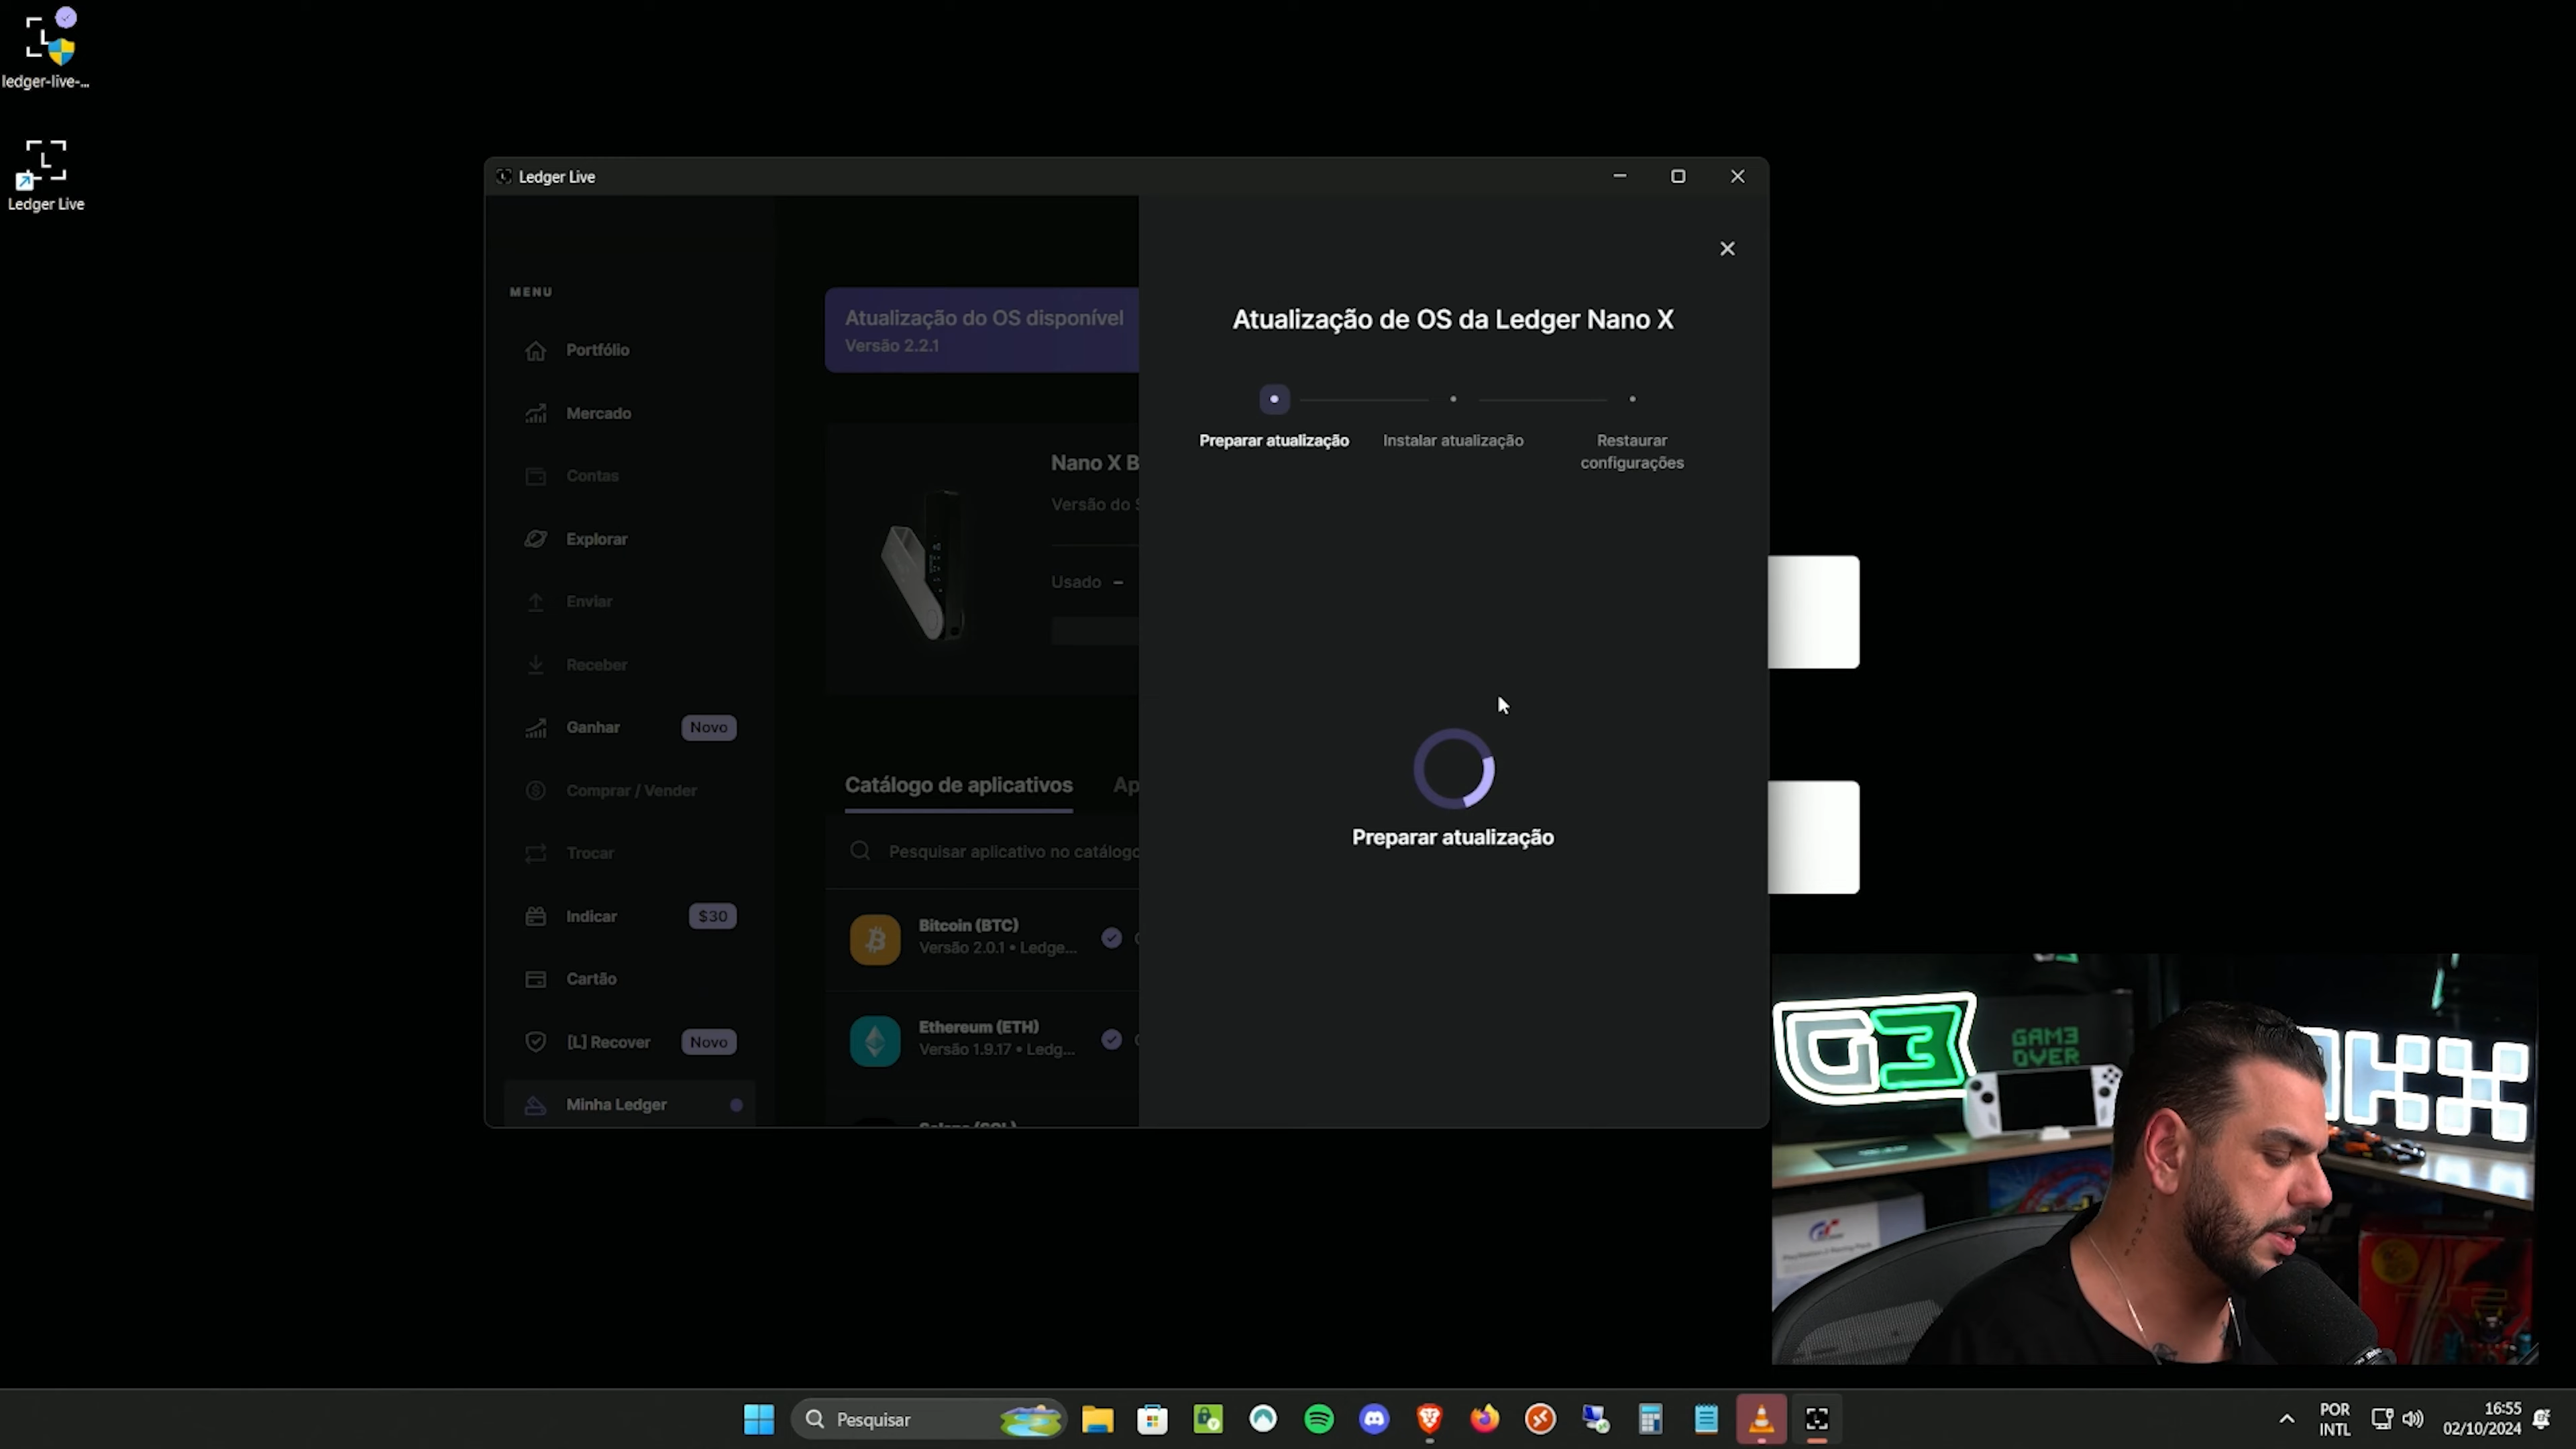 ledger-live-...
Ledger Live
Ledger Live
MENU
Portfólio
Mercado
Contas
Explorar
Enviar
Receber
Ganhar
Novo
Comprar / Vender
Trocar
Indicar
$30
Cartão
[L] Recover
Novo
Minha Ledger
Atualização do OS disponível
Versão 2.2.1
Nano X B
Versão do S
Usado –
Catálogo de aplicativos
Ap
Pesquisar aplicativo no catálogo
Bitcoin (BTC)
Versão 2.0.1 • Ledge...
Ethereum (ETH)
Versão 1.9.17 • Ledg...
Solana (SOL)
Atualização de OS da Ledger Nano X
Preparar atualização
Instalar atualização
Restaurar
configurações
Preparar atualização
G3
GAM3
OVER
Pesquisar
POR
INTL
16:55
02/10/2024